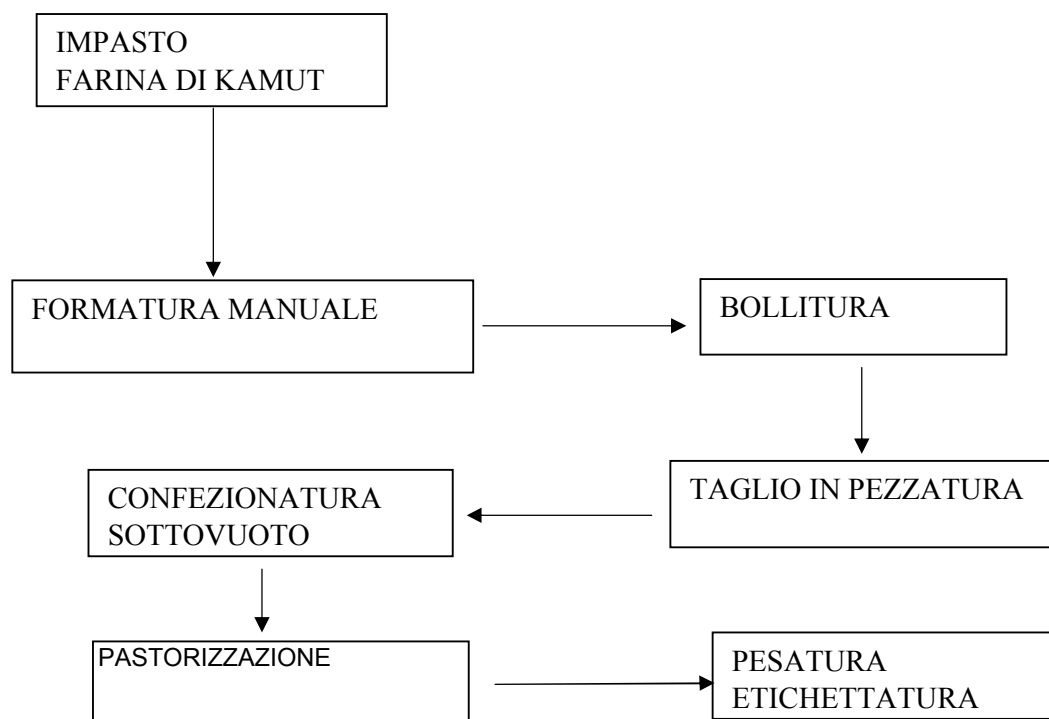 IMPASTO
FARINA DI KAMUT
FORMATURA MANUALE
BOLLITURA
TAGLIO IN PEZZATURA
CONFEZIONATURA
SOTTOVUOTO
PASTORIZZAZIONE
PESATURA
ETICHETTATURA